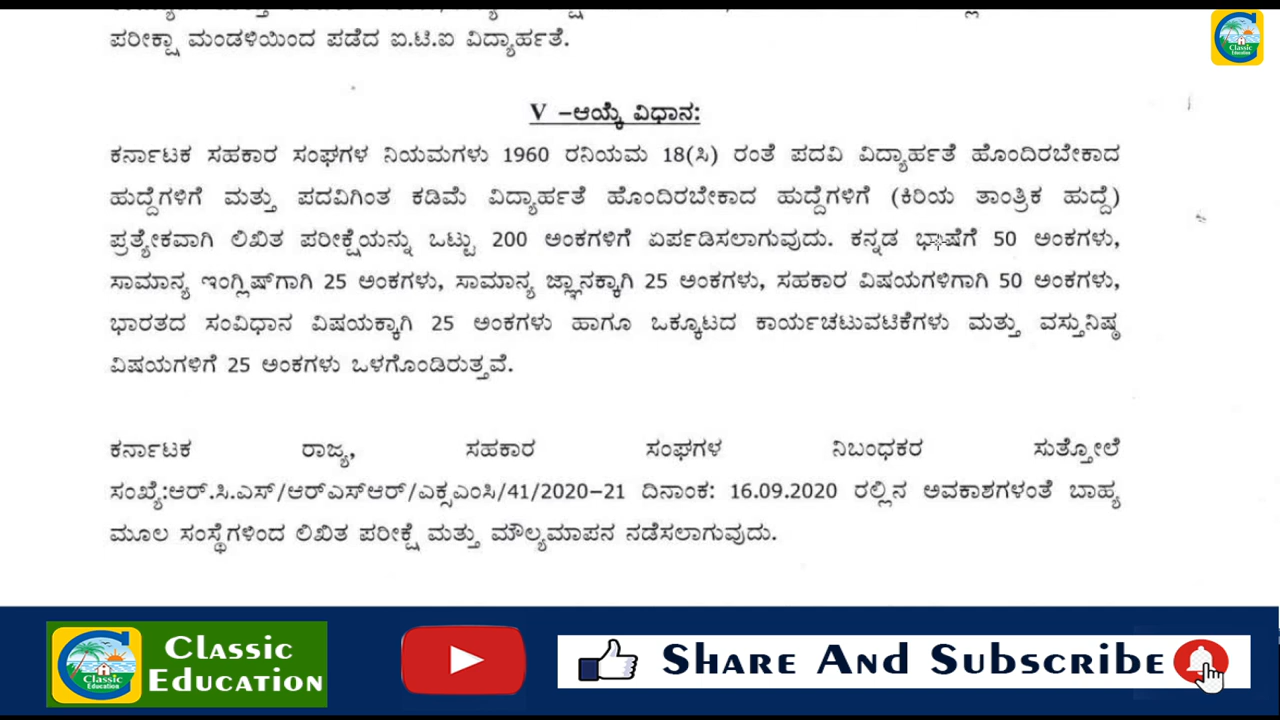 ಪರೀಕ್ಷಾ ಮಂಡಳಿಯಿಂದ ಪಡೆದ ಐ.ಟಿ.ಐ ವಿದ್ಯಾರ್ಹತೆ.
Classic
Education
V –ಆಯ್ಕೆ ವಿಧಾನ:
ಕರ್ನಾಟಕ ಸಹಕಾರ ಸಂಘಗಳ ನಿಯಮಗಳು 1960 ರನಿಯಮ 18(ಸಿ) ರಂತೆ ಪದವಿ ವಿದ್ಯಾರ್ಹತೆ ಹೊಂದಿರಬೇಕಾದ
ಹುದ್ದೆಗಳಿಗೆ ಮತ್ತು ಪದವಿಗಿಂತ ಕಡಿಮೆ ವಿದ್ಯಾರ್ಹತೆ ಹೊಂದಿರಬೇಕಾದ ಹುದ್ದೆಗಳಿಗೆ (ಕಿರಿಯ ತಾಂತ್ರಿಕ ಹುದ್ದೆ)
ಪ್ರತ್ಯೇಕವಾಗಿ ಲಿಖಿತ ಪರೀಕ್ಷೆಯನ್ನು ಒಟ್ಟು 200 ಅಂಕಗಳಿಗೆ ಏರ್ಪಡಿಸಲಾಗುವುದು. ಕನ್ನಡ ಭಾಷೆಗೆ 50 ಅಂಕಗಳು,
ಸಾಮಾನ್ಯ ಇಂಗ್ಲಿಷ್‌ಗಾಗಿ 25 ಅಂಕಗಳು, ಸಾಮಾನ್ಯ ಜ್ಞಾನಕ್ಕಾಗಿ 25 ಅಂಕಗಳು, ಸಹಕಾರ ವಿಷಯಗಳಿಗಾಗಿ 50 ಅಂಕಗಳು,
ಭಾರತದ ಸಂವಿಧಾನ ವಿಷಯಕ್ಕಾಗಿ 25 ಅಂಕಗಳು ಹಾಗೂ ಒಕ್ಕೂಟದ ಕಾರ್ಯಚಟುವಟಿಕೆಗಳು ಮತ್ತು ವಸ್ತುನಿಷ್ಠ
ವಿಷಯಗಳಿಗೆ 25 ಅಂಕಗಳು ಒಳಗೊಂಡಿರುತ್ತವೆ.
ಕರ್ನಾಟಕ ರಾಜ್ಯ, ಸಹಕಾರ ಸಂಘಗಳ ನಿಬಂಧಕರ ಸುತ್ತೋಲೆ
ಸಂಖ್ಯೆ:ಆರ್.ಸಿ.ಎಸ್/ಆರ್‌ಎಸ್‌ಆರ್/ಎಕ್ಸಎಂಸಿ/41/2020–21 ದಿನಾಂಕ: 16.09.2020 ರಲ್ಲಿನ ಅವಕಾಶಗಳಂತೆ ಬಾಹ್ಯ
ಮೂಲ ಸಂಸ್ಥೆಗಳಿಂದ ಲಿಖಿತ ಪರೀಕ್ಷೆ ಮತ್ತು ಮೌಲ್ಯಮಾಪನ ನಡೆಸಲಾಗುವುದು.
Classic
Education
Classic
Education
Share And Subscribe